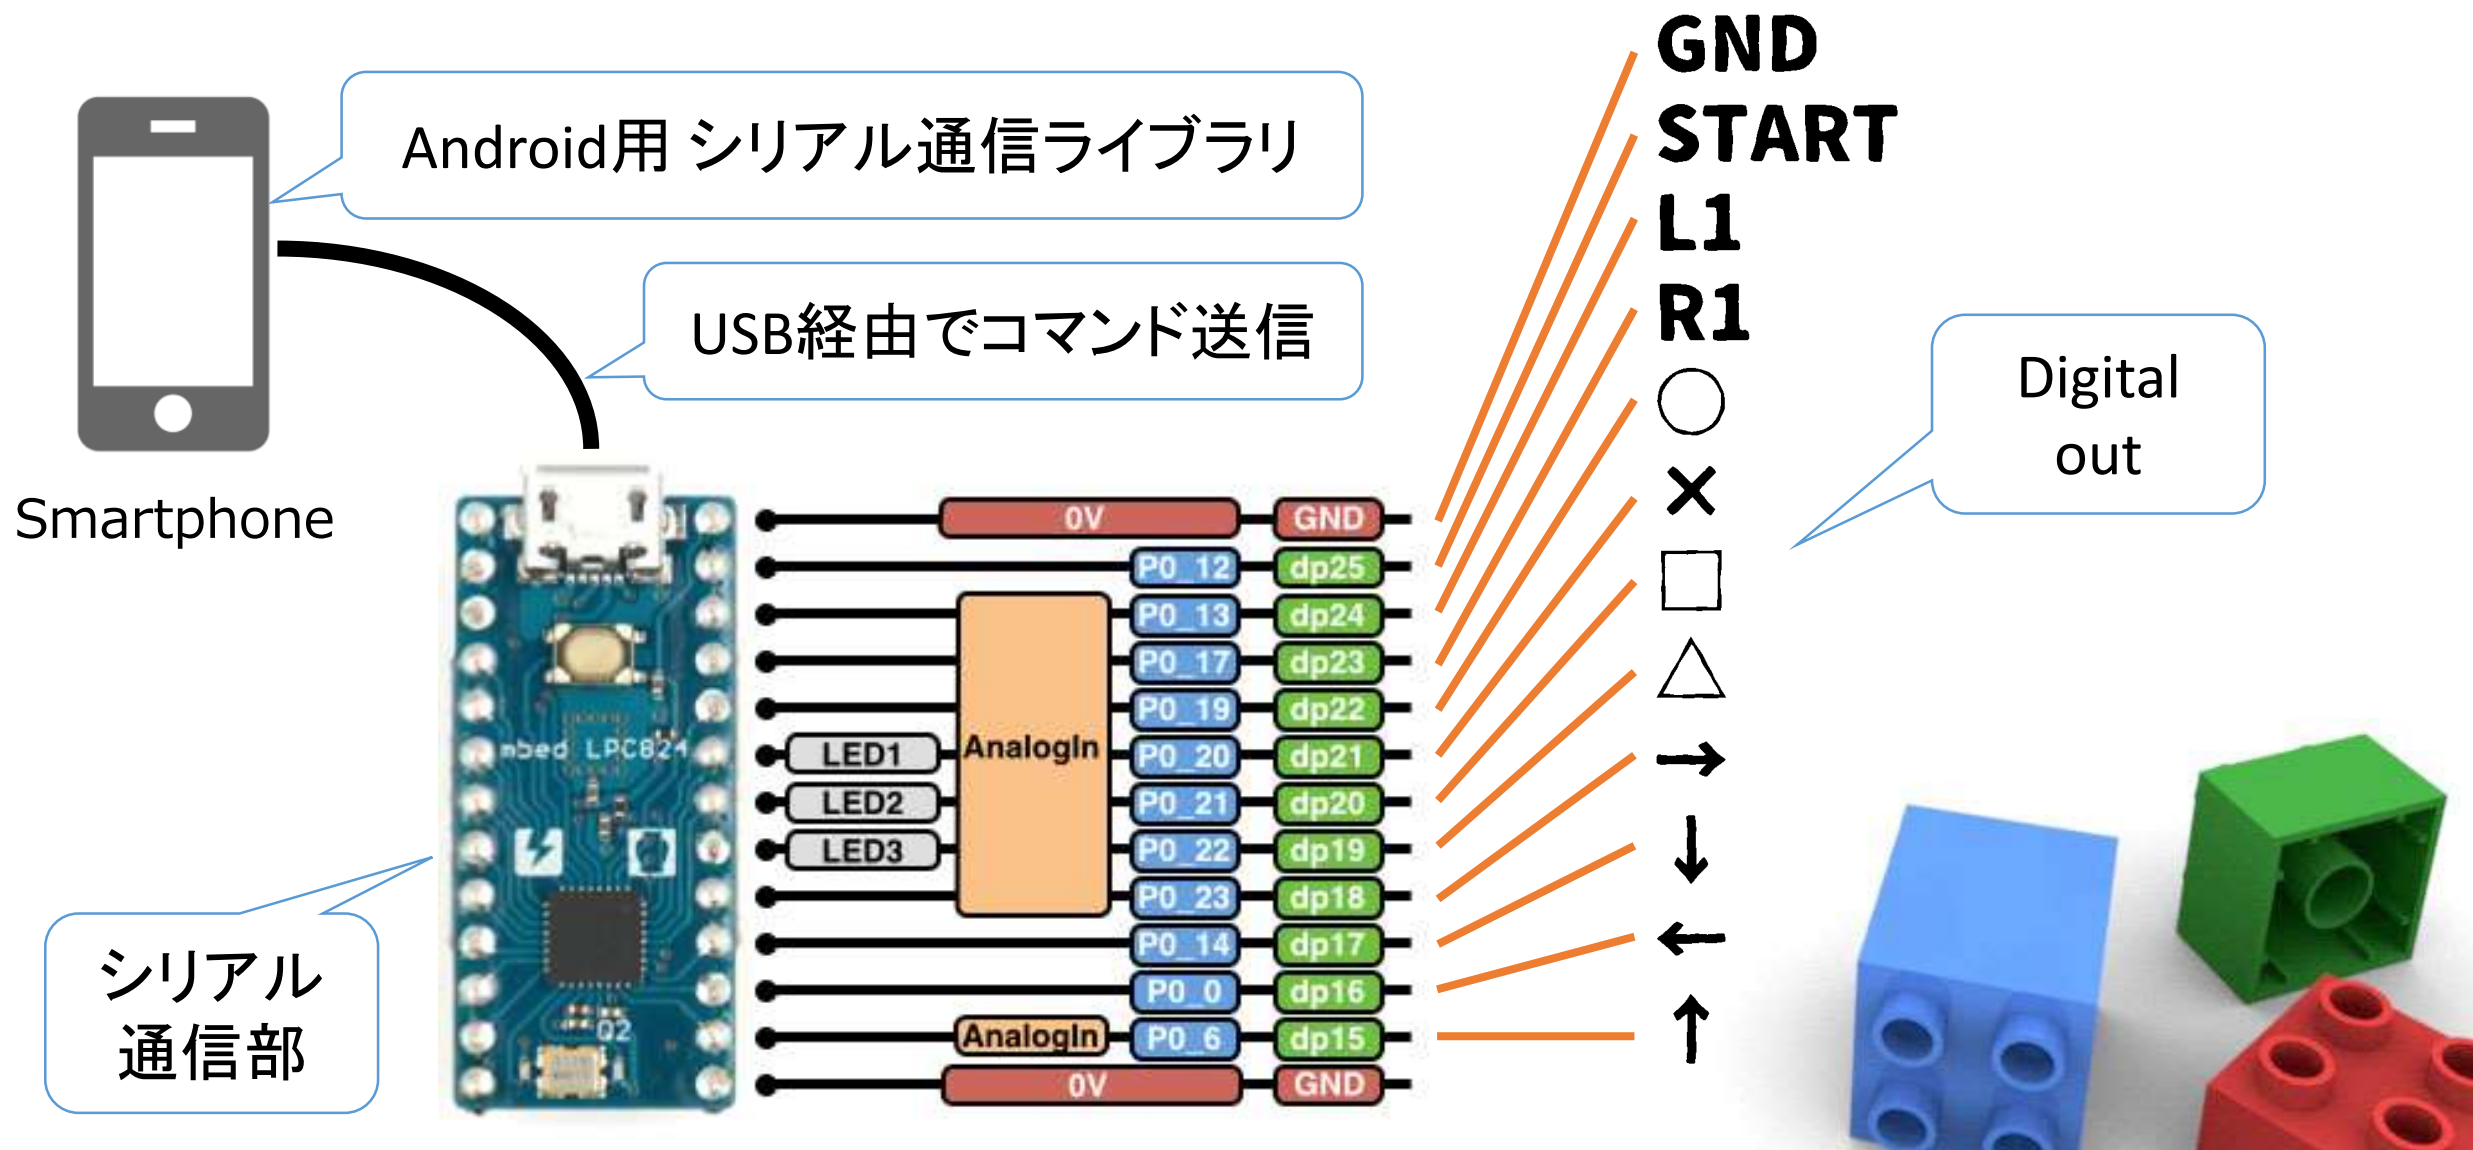 GND
START
L1
R1
○
×
□
△
→
↓
←
↑
Android用 シリアル通信ライブラリ
USB経由でコマンド送信
Digital
out
Smartphone
シリアル
通信部
mbed LPC824
Q2
0V GND
P0_12 dp25
P0_13 dp24
P0_17 dp23
P0_19 dp22
LED1 AnalogIn P0_20 dp21
LED2 P0_21 dp20
LED3 P0_22 dp19
P0_23 dp18
P0_14 dp17
P0_0 dp16
AnalogIn P0_6 dp15
0V GND